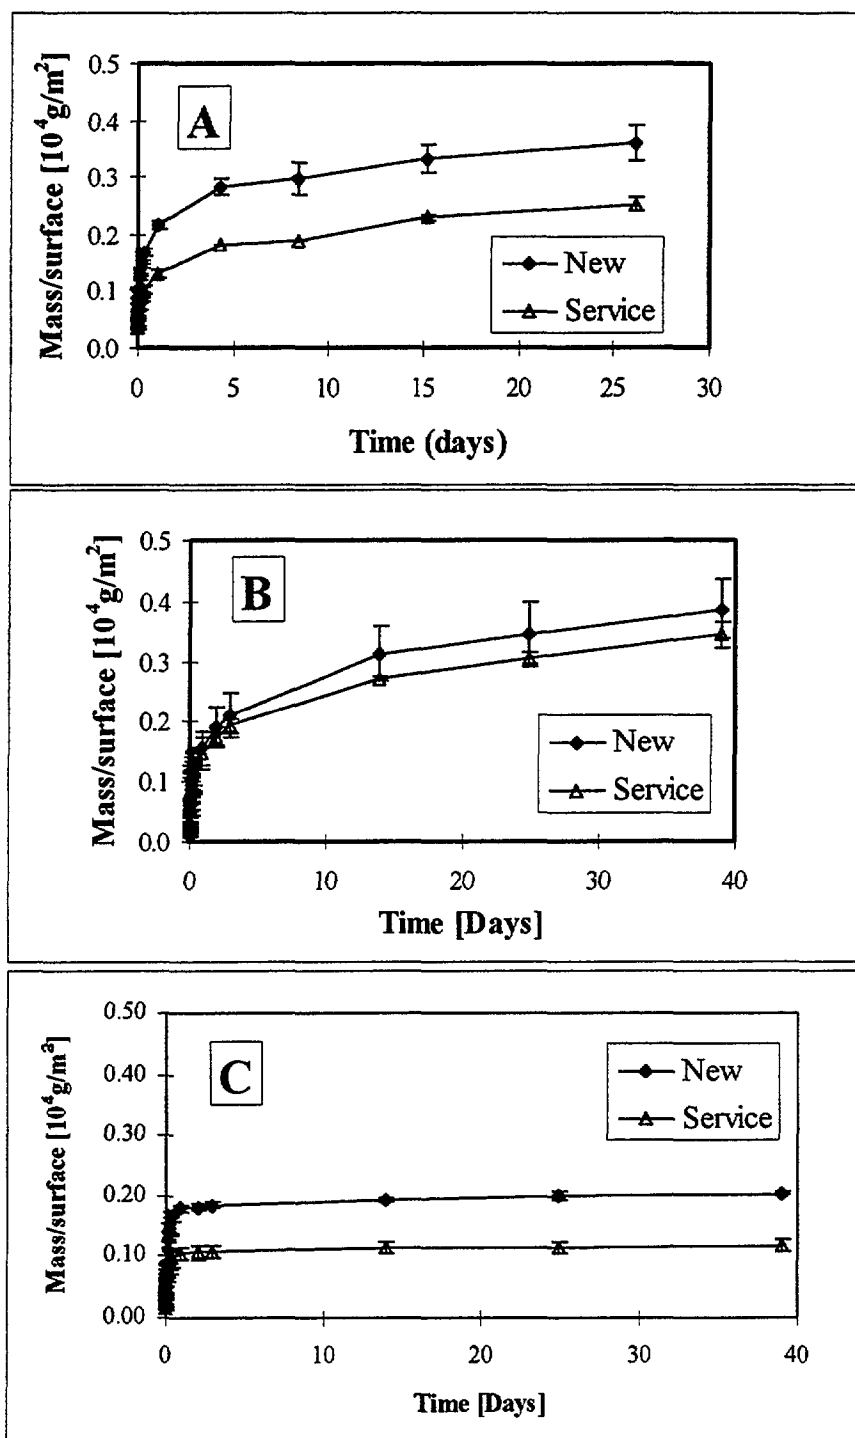 A
Mass/surface [10⁴g/m²]
0.5
0.4
0.3
0.2
0.1
0.0
New
Service
0 5 10 15 20 25 30
Time (days)
B
Mass/surface [10⁴g/m²]
0.5
0.4
0.3
0.2
0.1
0.0
New
Service
0 10 20 30 40
Time [Days]
C
Mass/surface [10⁴g/m²]
0.50
0.40
0.30
0.20
0.10
0.00
New
Service
0 10 20 30 40
Time [Days]